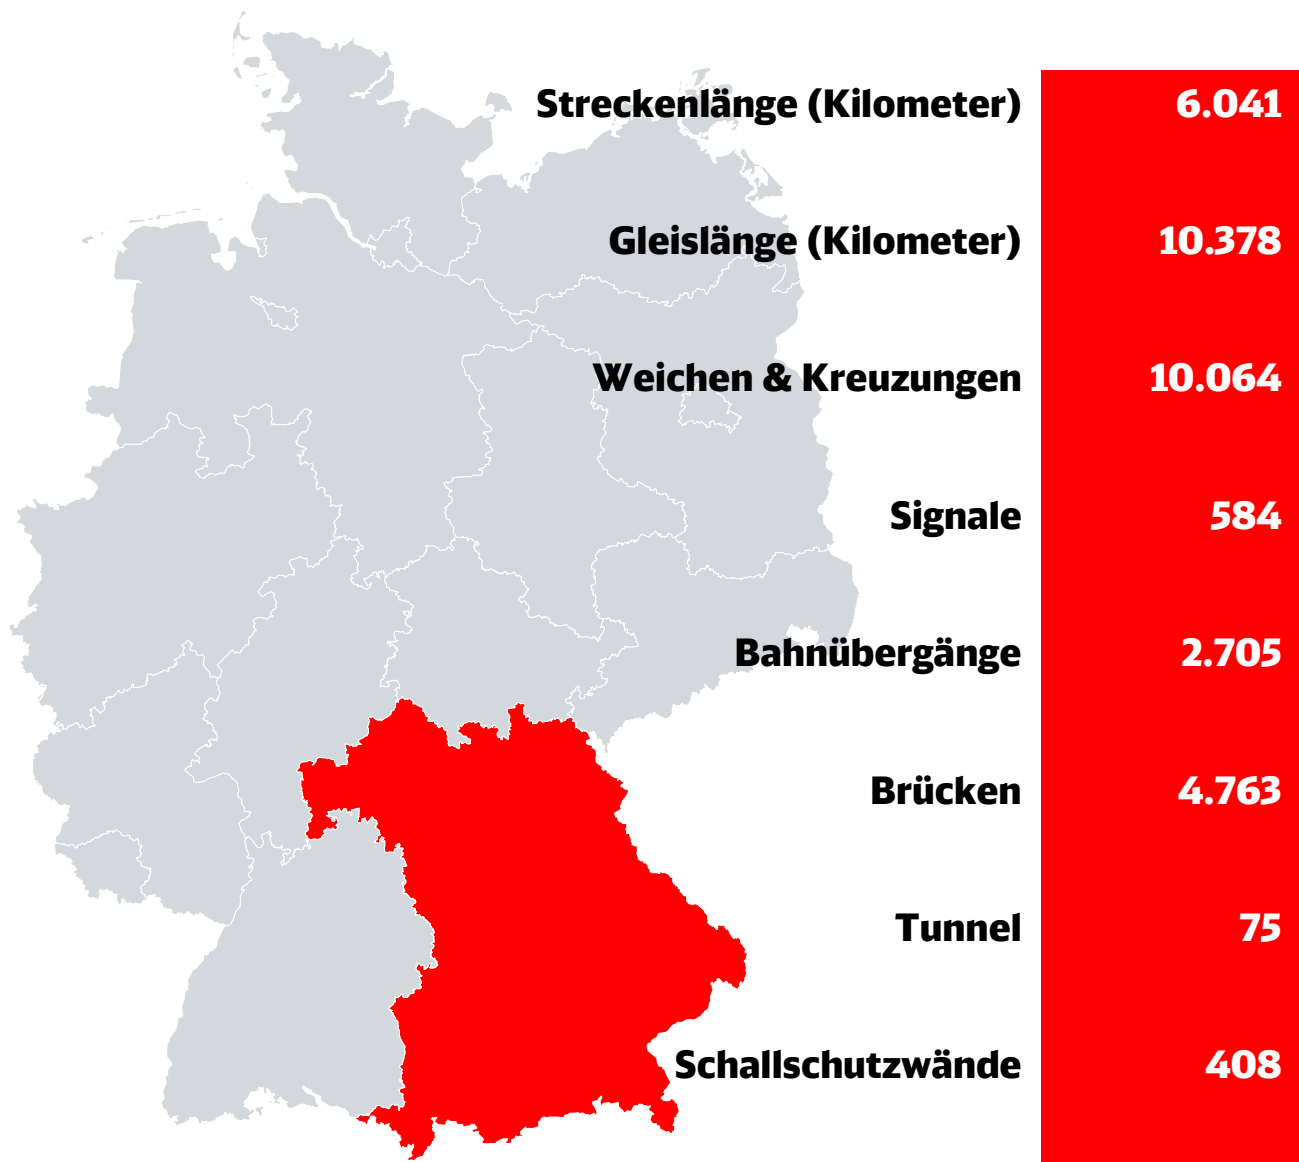 Streckenlänge (Kilometer) 6.041
Gleislänge (Kilometer) 10.378
Weichen & Kreuzungen 10.064
Signale 584
Bahnübergänge 2.705
Brücken 4.763
Tunnel 75
Schallschutzwände 408